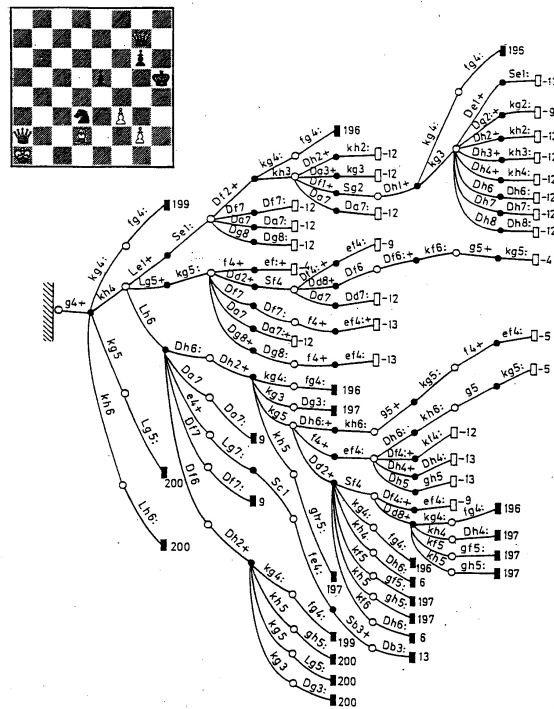 fg4: 195
kg4:
Se1: -12
De1+
Dg2:+ kg2: -9
Dh2+ kh2: -12
Dh3+ kh3: -12
Dh4+ kh4: -12
Dh6 Dh6: -12
Dh7 Dh7: -12
Dh8 Dh8: -12
kg3
fg4: 196
kg4:
Dh2+ kh2: -12
Da3+ kg3 -12
Df1+ Sg2 Dh1+
Da7 Da7: -12
kh3
Df2+
Df7 Df7: -12
Da7 Da7: -12
Dg8 Dg8: -12
fg4: 199
kg4:
Le1+ Se1:
g4+ kh4 Lg5+ kg5:
f4+ ef:+
Dd2+ Sf4
Df4:+ ef4: -9
Dd8+ Df6 Df6:+ kf6: g5+ kg5: -4
Da7 Dd7: -12
Df7 Df7: f4+ ef4:+ -13
Da7 Da7:+ -12
Dg8+ Dg8: f4+ ef4: -13
Lh6
kg5 Lg5: 200
kh6 Lh6: 200
Dh6: Dh2+
kg4: fg4: 196
kg3 Dg3: 197
kg5 Dh6:+ kh6: g5+ kg5: f4+ ef4: -5
f4+ ef4:
Dh6: kh6: g5 kg5: -5
Df4:+ kf4: -12
Dh4+ Dh4: -13
Dh5 gh5 -13
Dd2+ Sf4
Df4:+ ef4: -9
Dd8+ kg4: fg4: 196
kh4 Dh4: 197
kf5 gf5: 197
kh5 gh5: 197
kg4: fg4: 196
kh4 Dh6: 6
kf5 gf5: 197
kh5 gh5: 197
kf6 Dh6: 6
kh5 gh5: 197
Da7 Da7: 9
e4+ Lg7: Sc1 fe4: Sb3+ Db3: 13
Df7 Df7: 9
Df6 Dh2+
kg4: fg4: 199
kh5 gh5: 200
kg5 Lg5: 200
kg3 Dg3: 200